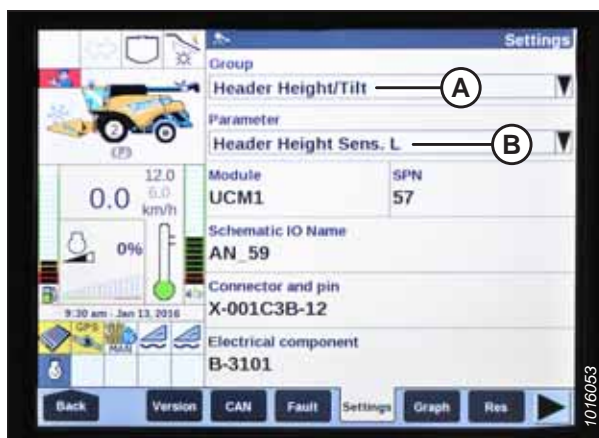 Settings
Group
Header Height/Tilt
A
Parameter
Header Height Sens. L
B
Module
SPN
UCM1
57
Schematic IO Name
AN_59
Connector and pin
X-001C3B-12
Electrical component
B-3101
2
(P)
12.0
6.0
0.0
km/h
0%
9:30 am - Jan 13, 2016
GPS
MAN
Back
Version
CAN
Fault
Settings
Graph
Res
1016053